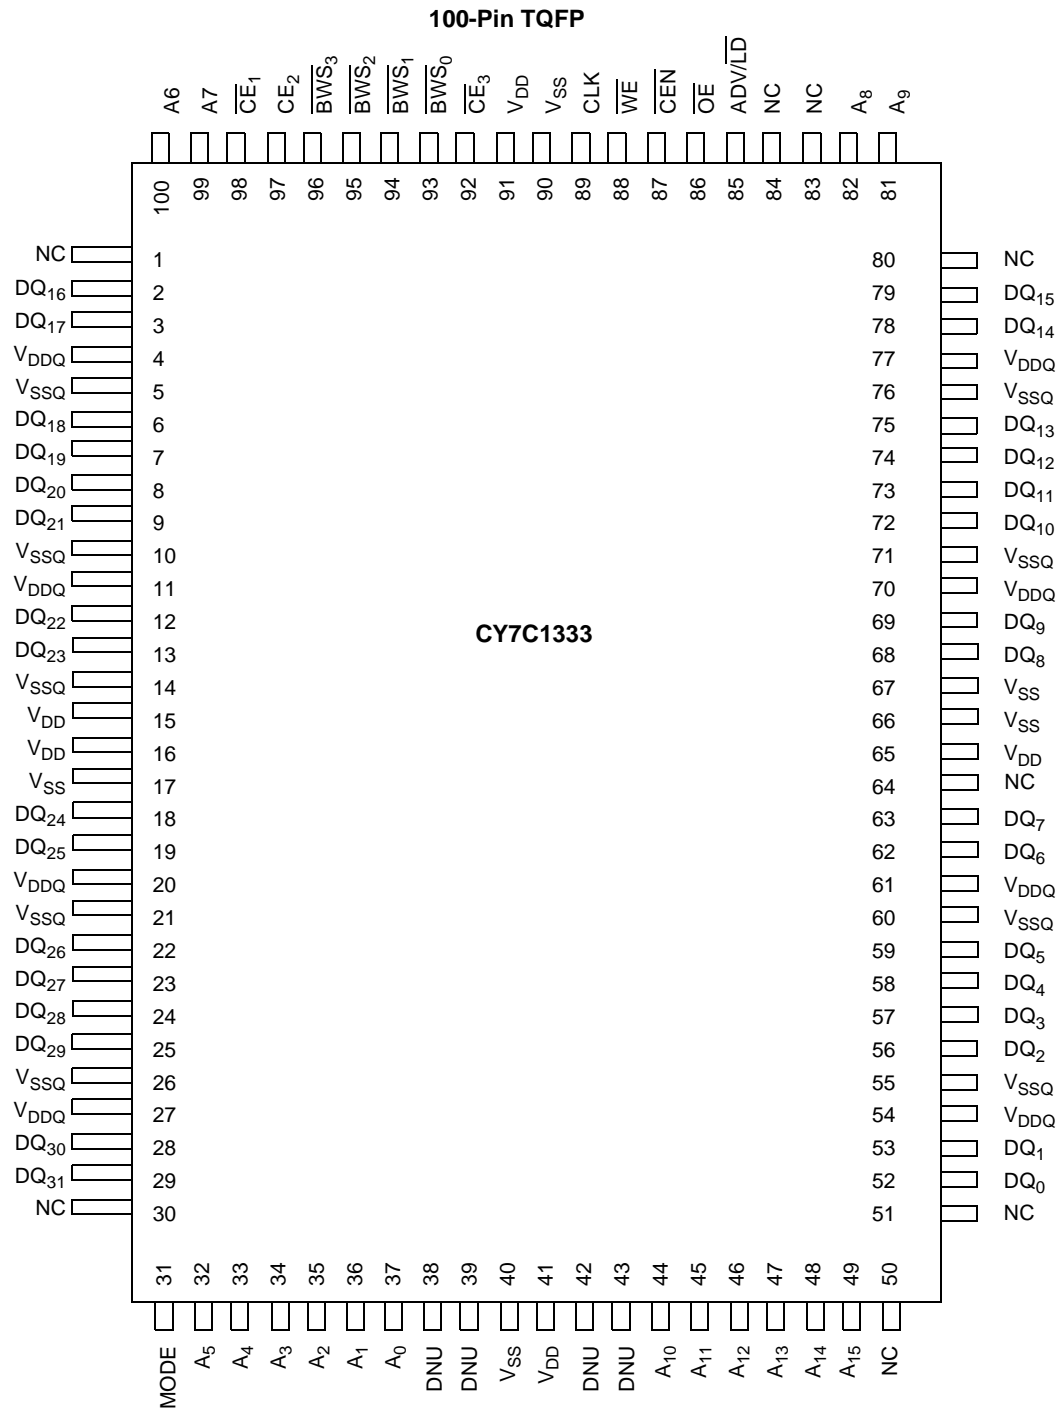 100-Pin TQFP
A6 A7 CE1 CE2 BWS3 BWS2 BWS1 BWS0 CE3 VDD VSS CLK WE CEN OE ADV/LD NC NC A8 A9
100 99 98 97 96 95 94 93 92 91 90 89 88 87 86 85 84 83 82 81
NC 1 80 NC
DQ16 2 79 DQ15
DQ17 3 78 DQ14
VDDQ 4 77 VDDQ
VSSQ 5 76 VSSQ
DQ18 6 75 DQ13
DQ19 7 74 DQ12
DQ20 8 73 DQ11
DQ21 9 72 DQ10
VSSQ 10 71 VSSQ
VDDQ 11 70 VDDQ
DQ22 12 69 DQ9
CY7C1333
DQ23 13 68 DQ8
VSSQ 14 67 VSS
VDD 15 66 VSS
VDD 16 65 VDD
VSS 17 64 NC
DQ24 18 63 DQ7
DQ25 19 62 DQ6
VDDQ 20 61 VDDQ
VSSQ 21 60 VSSQ
DQ26 22 59 DQ5
DQ27 23 58 DQ4
DQ28 24 57 DQ3
DQ29 25 56 DQ2
VSSQ 26 55 VSSQ
VDDQ 27 54 VDDQ
DQ30 28 53 DQ1
DQ31 29 52 DQ0
NC 30 51 NC
31 32 33 34 35 36 37 38 39 40 41 42 43 44 45 46 47 48 49 50
MODE A5 A4 A3 A2 A1 A0 DNU DNU VSS VDD DNU DNU A10 A11 A12 A13 A14 A15 NC